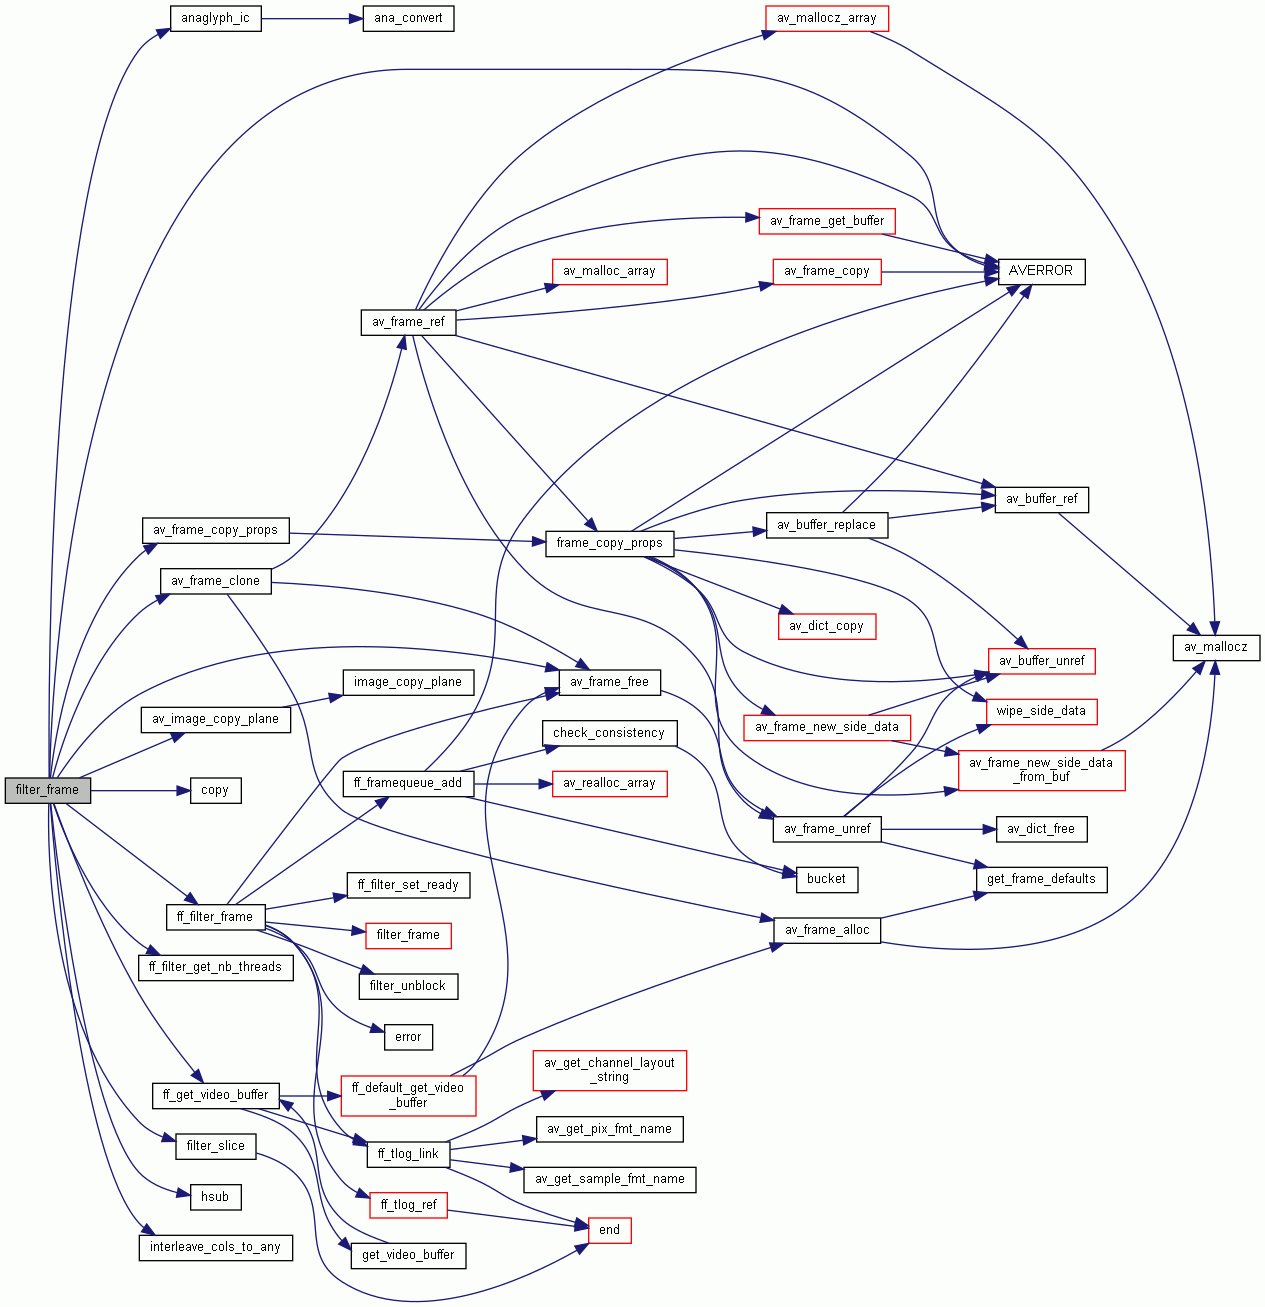 anaglyph_ic
ana_convert
av_mallocz_array
av_frame_get_buffer
av_malloc_array
av_frame_copy
AVERROR
av_frame_ref
av_buffer_ref
av_frame_copy_props
frame_copy_props
av_buffer_replace
av_frame_clone
av_dict_copy
av_mallocz
image_copy_plane
av_frame_free
av_buffer_unref
av_image_copy_plane
check_consistency
av_frame_new_side_data
wipe_side_data
filter_frame
copy
ff_framequeue_add
av_realloc_array
av_frame_new_side_data
_from_buf
av_frame_unref
av_dict_free
ff_filter_set_ready
bucket
get_frame_defaults
ff_filter_frame
filter_frame
av_frame_alloc
ff_filter_get_nb_threads
filter_unblock
error
ff_get_video_buffer
ff_default_get_video
_buffer
av_get_channel_layout
_string
filter_slice
ff_tlog_link
av_get_pix_fmt_name
av_get_sample_fmt_name
hsub
ff_tlog_ref
end
interleave_cols_to_any
get_video_buffer